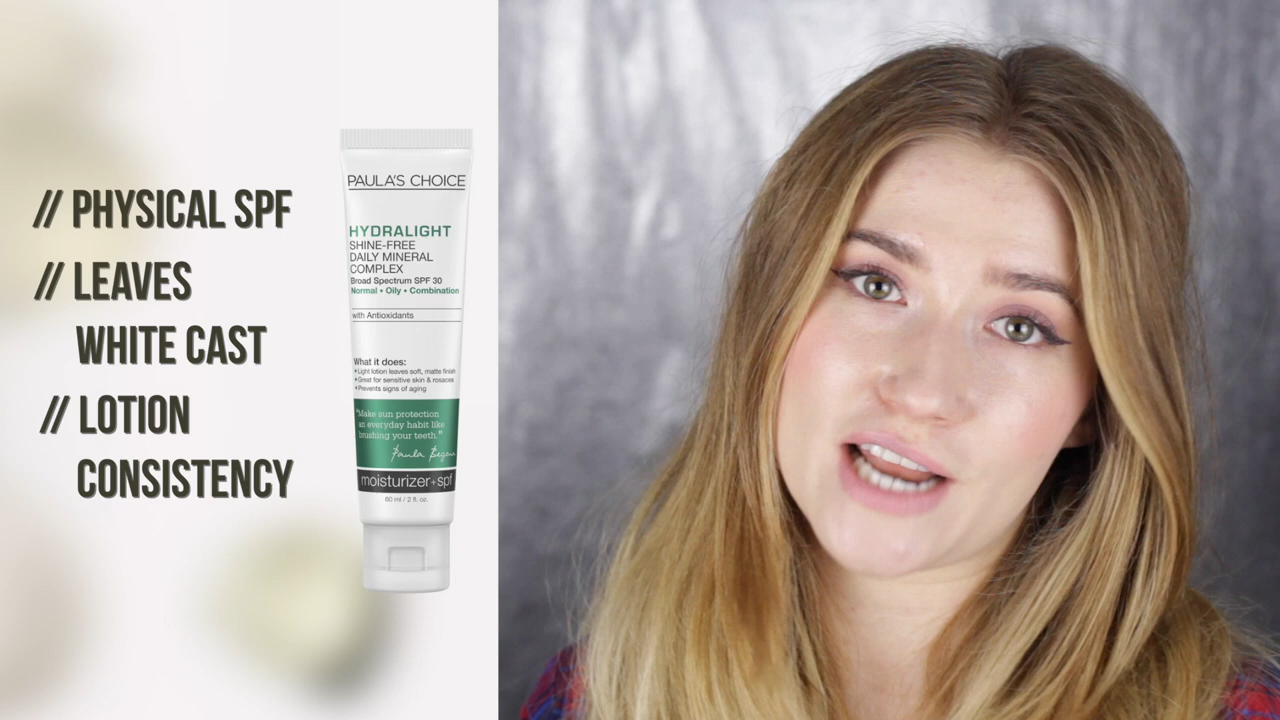 // PHYSICAL SPF
// LEAVES
WHITE CAST
// LOTION
CONSISTENCY
PAULA'S CHOICE
HYDRALIGHT
SHINE-FREE
DAILY MINERAL
COMPLEX
Broad Spectrum SPF 30
Normal • Oily • Combination
with Antioxidants
What it does:
• Light lotion leaves soft, matte finish
• Great for sensitive skin & rosacea
• Prevents signs of aging
"Make sun protection
an everyday habit like
brushing your teeth."
Paula Begoun
moisturizer+spf
60 ml / 2 fl. oz.